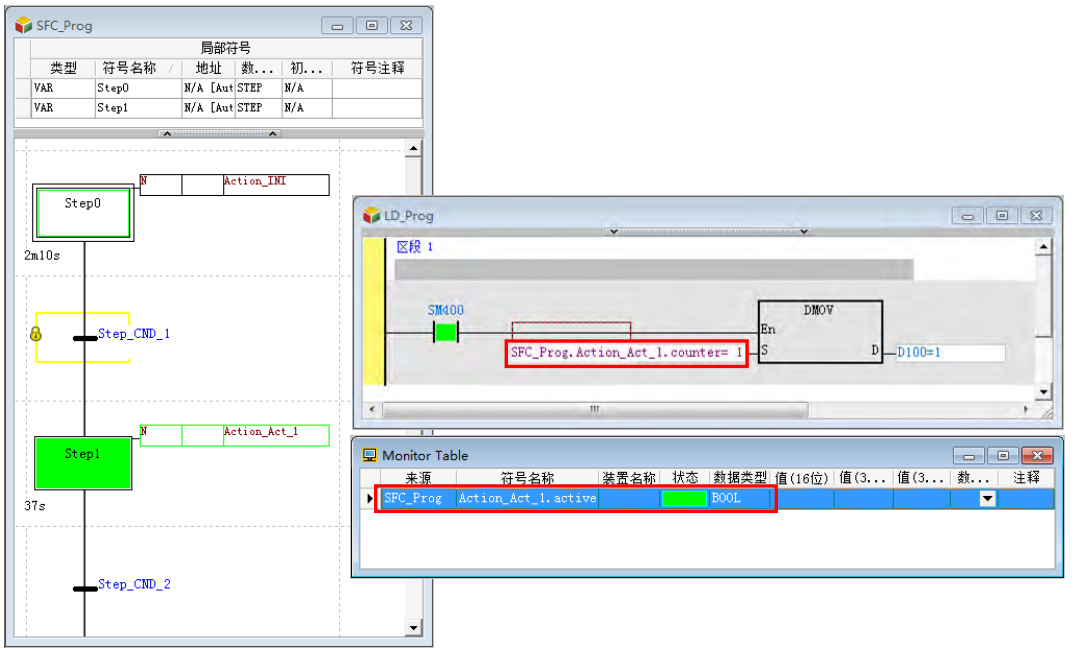 SFC_Prog
局部符号
类型 符号名称 / 地址 数... 初... 符号注释
VAR Step0 N/A [Aut STEP N/A
VAR Step1 N/A [Aut STEP N/A
N Action_INI
Step0
2m10s
Step_CND_1
N Action_Act_1
Step1
37s
Step_CND_2
LD_Prog
区段 1
SM400
DMOV
En
SFC_Prog.Action_Act_1.counter= 1 S D D100=1
Monitor Table
来源 符号名称 装置名称 状态 数据类型 值(16位) 值(3... 值(3... 数... 注释
SFC_Prog Action_Act_1.active BOOL